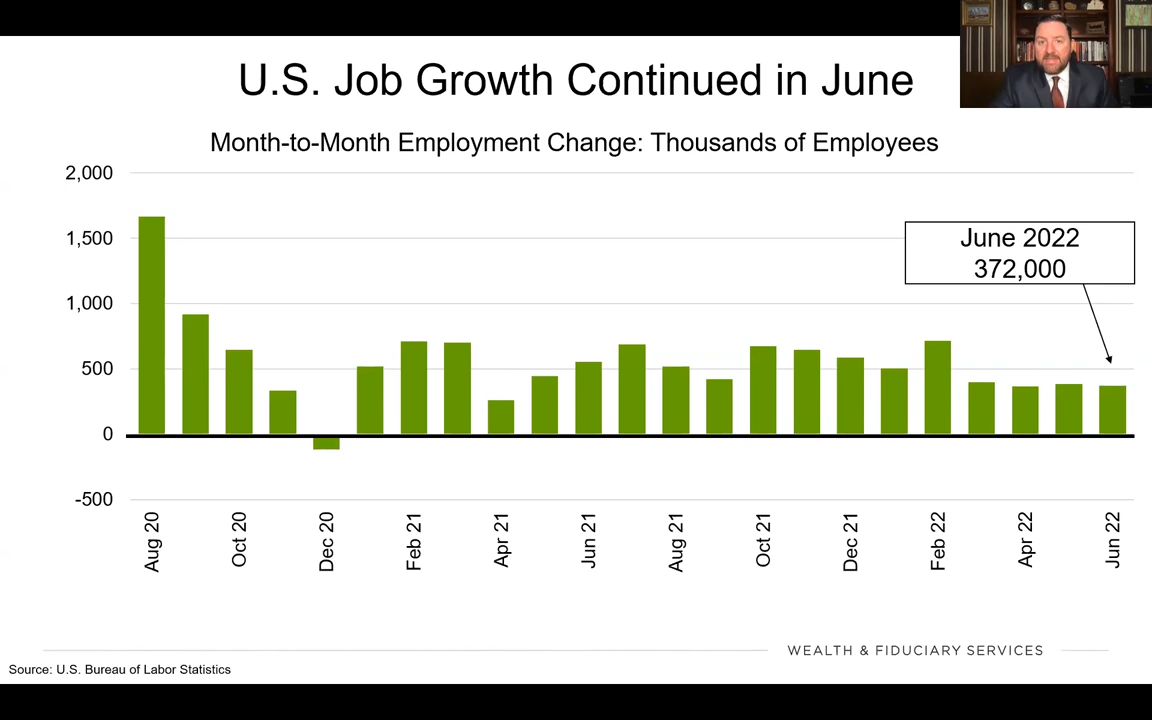 U.S. Job Growth Continued in June
Month-to-Month Employment Change: Thousands of Employees
2,000
1,500
1,000
500
0
-500
June 2022
372,000
Aug 20
Oct 20
Dec 20
Feb 21
Apr 21
Jun 21
Aug 21
Oct 21
Dec 21
Feb 22
Apr 22
Jun 22
WEALTH & FIDUCIARY SERVICES
Source: U.S. Bureau of Labor Statistics